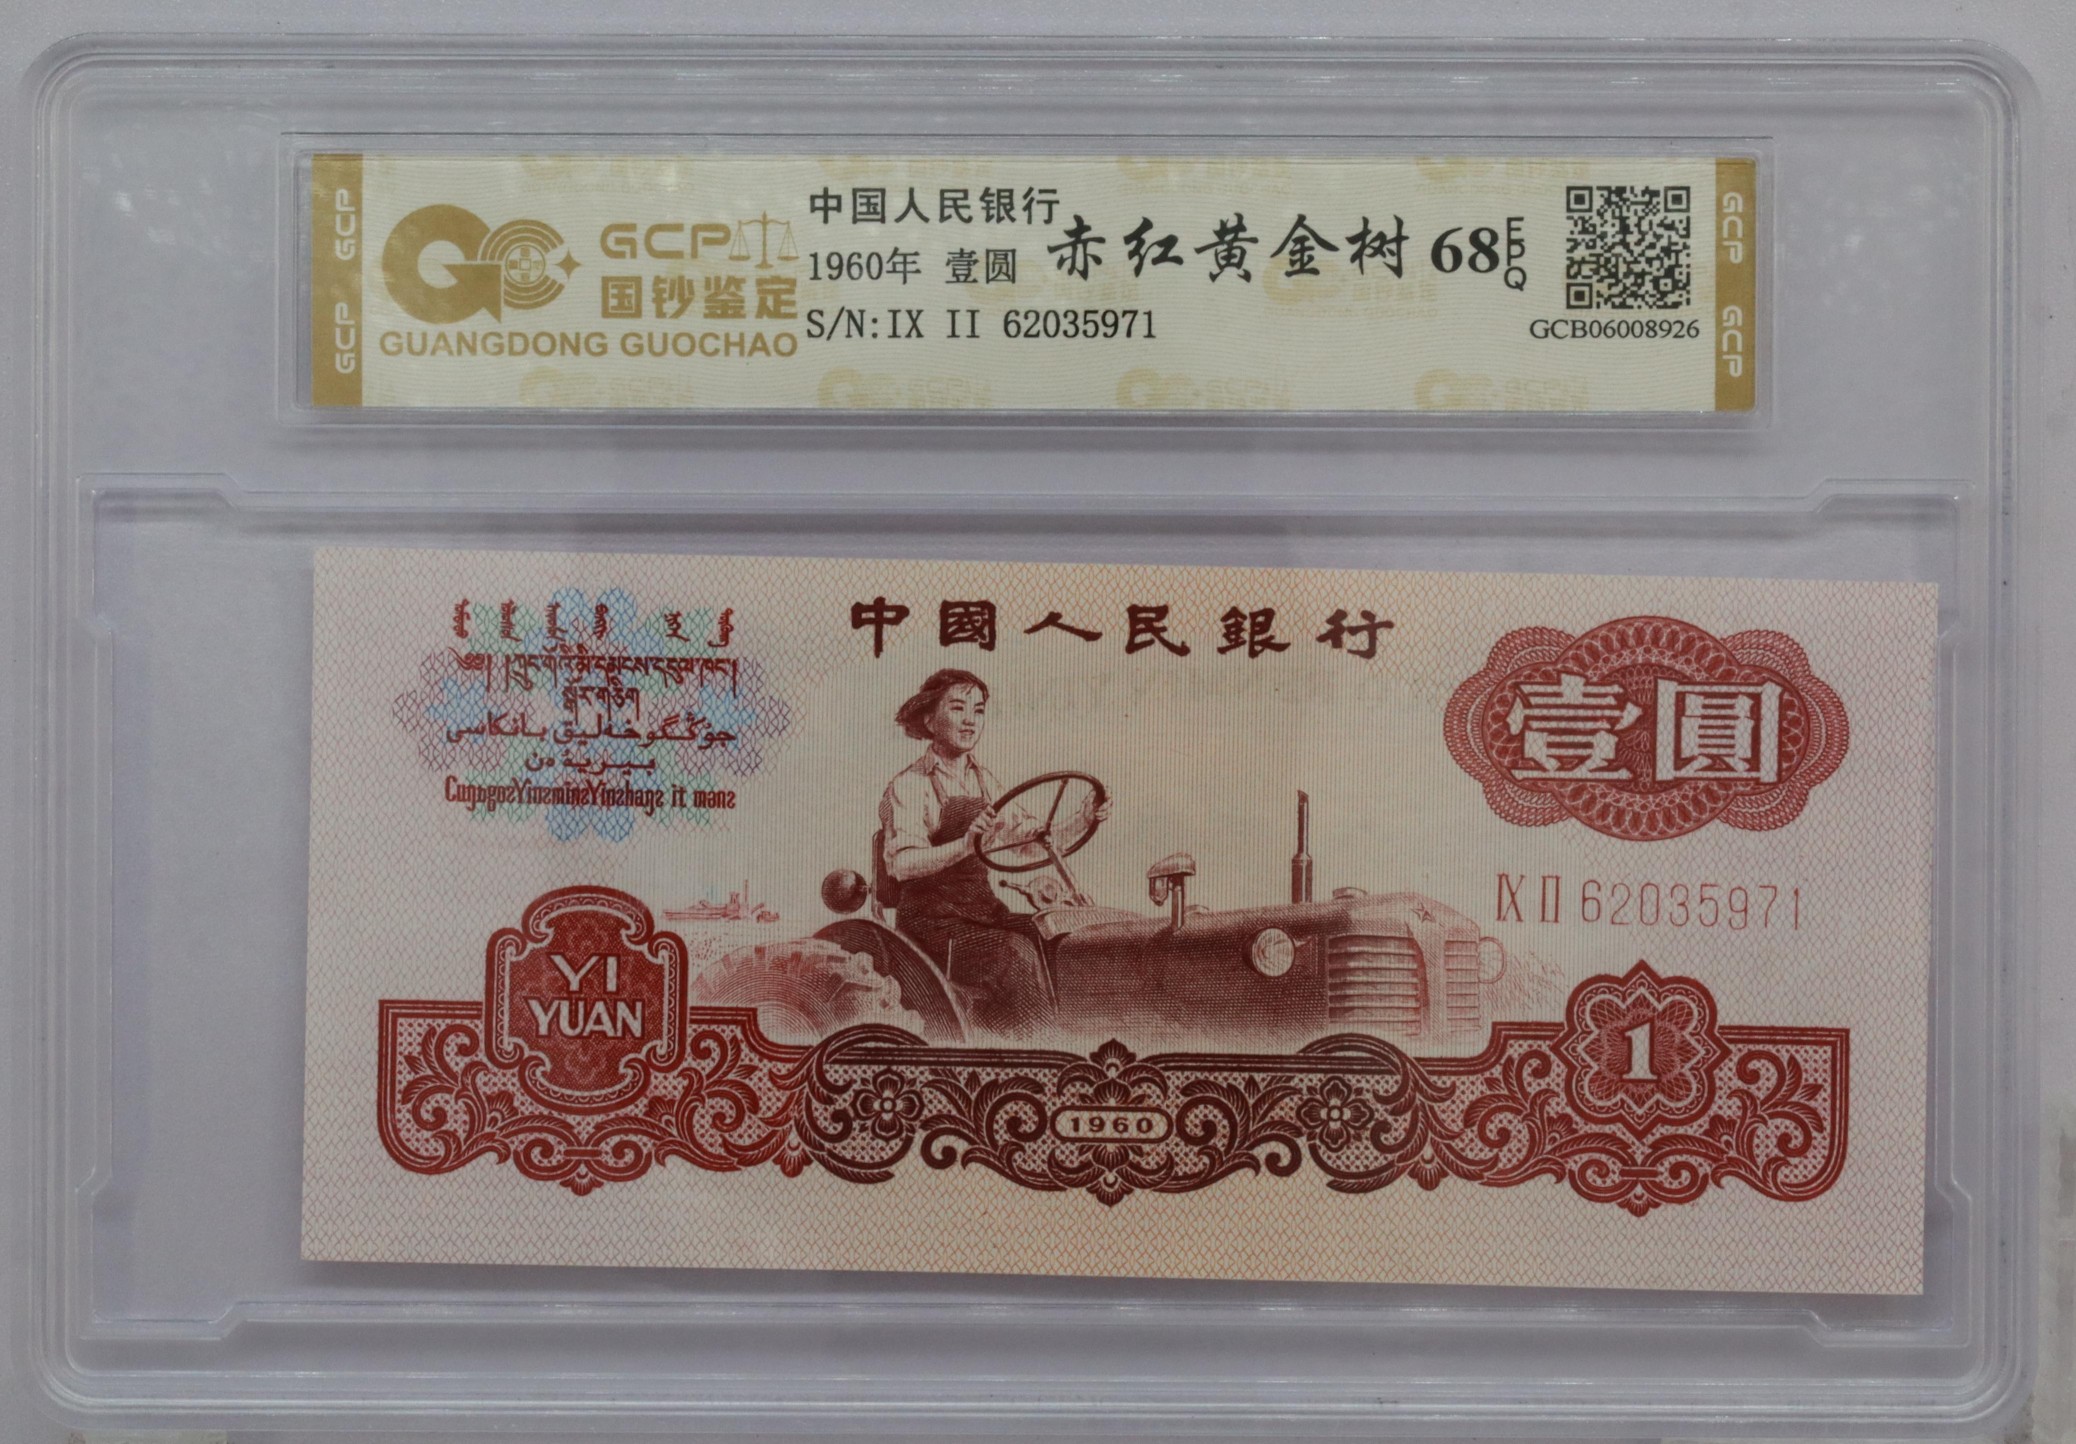 GCP GCP
GCP
国钞鉴定
GUANGDONG GUOCHAO
中国人民银行
1960年 壹圆
赤红黄金树 68 EPQ
S/N:IX II 62035971
GCB06008926
GCP GCP
中國人民銀行
壹圓
IX II 62035971
YI
YUAN
1960
1